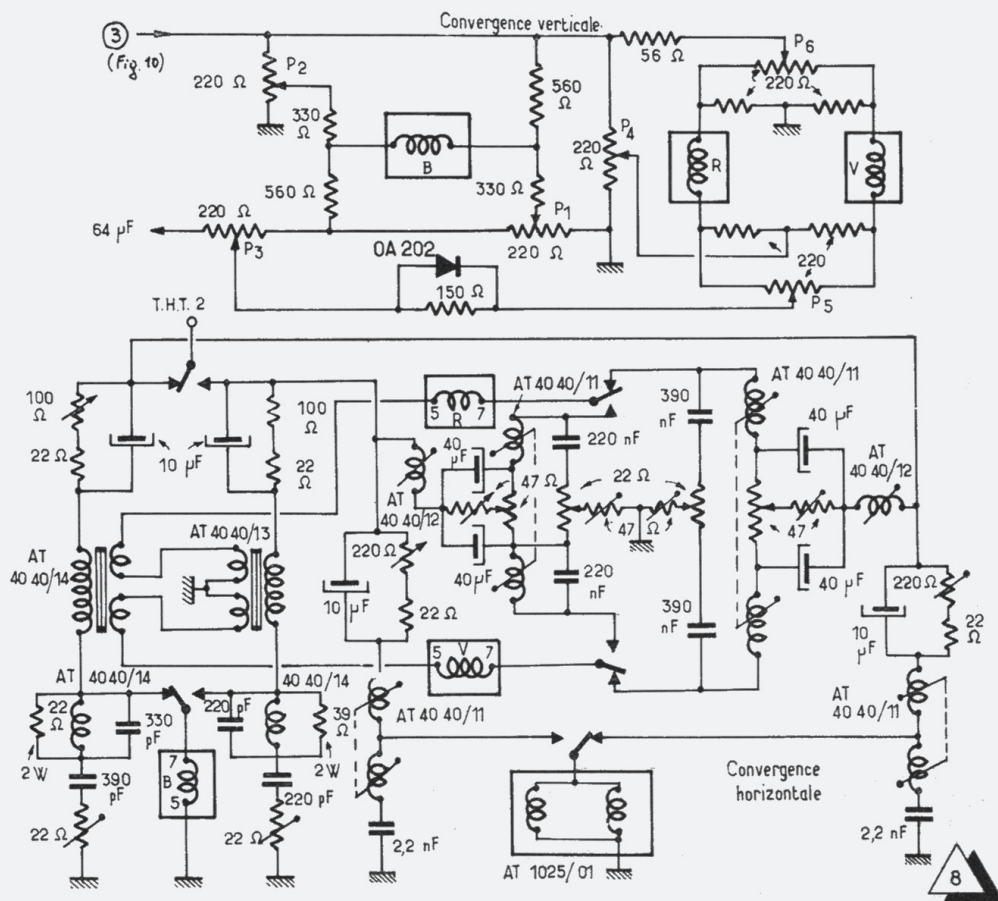 3
(Fig. 10)
Convergence verticale
P2
220 Ω
330
Ω
560
Ω
56 Ω
P6
220 Ω
P4
220
Ω
B
R
V
560 Ω
330 Ω
220 Ω
P1
64 µF
P3
220 Ω
OA 202
150 Ω
220
P5
T.H.T. 2
100
Ω
22 Ω
10 µF
100
Ω
22
Ω
5 7
R
AT 40 40/11
390
nF
AT 40 40/11
40 µF
40
µF
220 nF
22 Ω
47 Ω
AT
40 40/12
AT
40 40/12
47 Ω
47
AT
40 40/14
AT 40 40/13
220Ω
10 µF
22 Ω
40µF
220
nF
390
nF
40 µF
220 Ω
10
µF
22
Ω
5 V 7
AT 40 40/14
40 40/14
22
Ω
330
pF
220 pF
39
Ω
AT 40 40/11
AT
40 40/11
2 W
390
pF
7
B
5
2W
220 pF
22 Ω
22 Ω
2,2 nF
Convergence
horizontale
2,2 nF
AT 1025/01
8